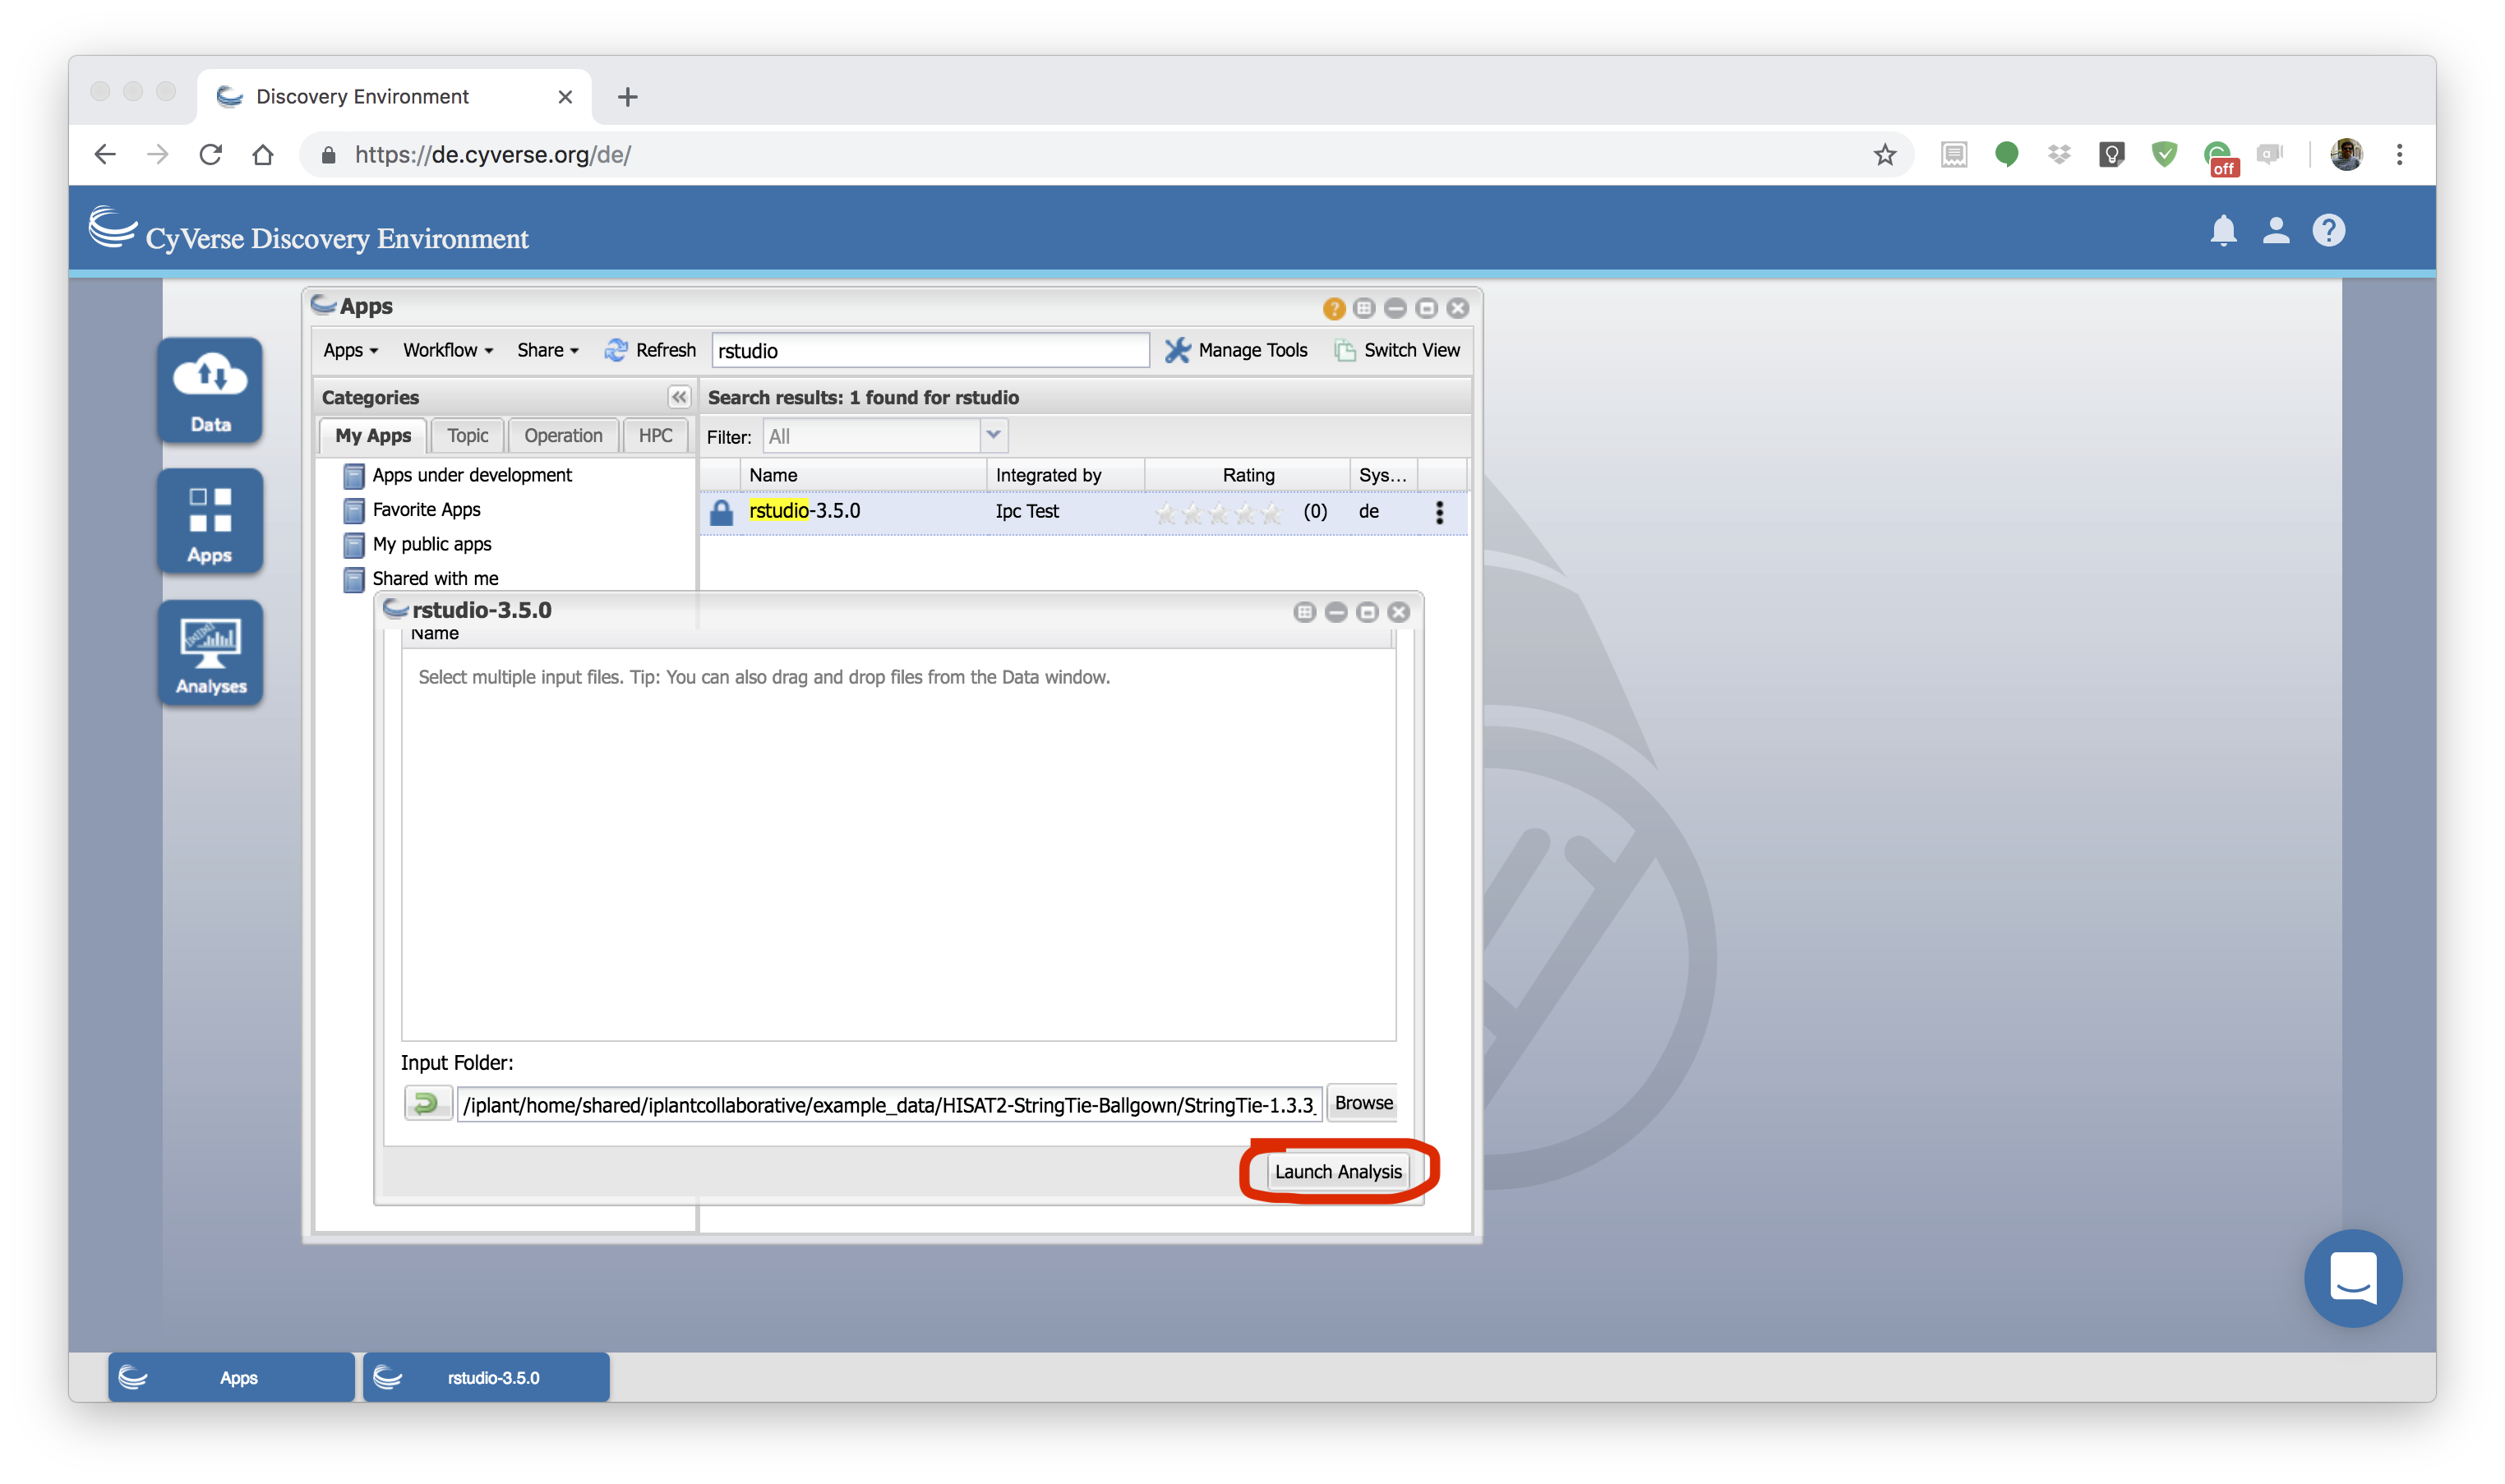 Discovery Environment
https://de.cyverse.org/de/
off
CyVerse Discovery Environment
Apps
Apps Workflow Share Refresh rstudio Manage Tools Switch View
Categories
Search results: 1 found for rstudio
My Apps Topic Operation HPC
Filter: All
Name Integrated by Rating Sys...
rstudio-3.5.0 Ipc Test (0) de
Apps under development
Favorite Apps
My public apps
Shared with me
Data
Apps
Analyses
rstudio-3.5.0
Name
Select multiple input files. Tip: You can also drag and drop files from the Data window.
Input Folder:
/iplant/home/shared/iplantcollaborative/example_data/HISAT2-StringTie-Ballgown/StringTie-1.3.3_
Browse
Launch Analysis
Apps
rstudio-3.5.0